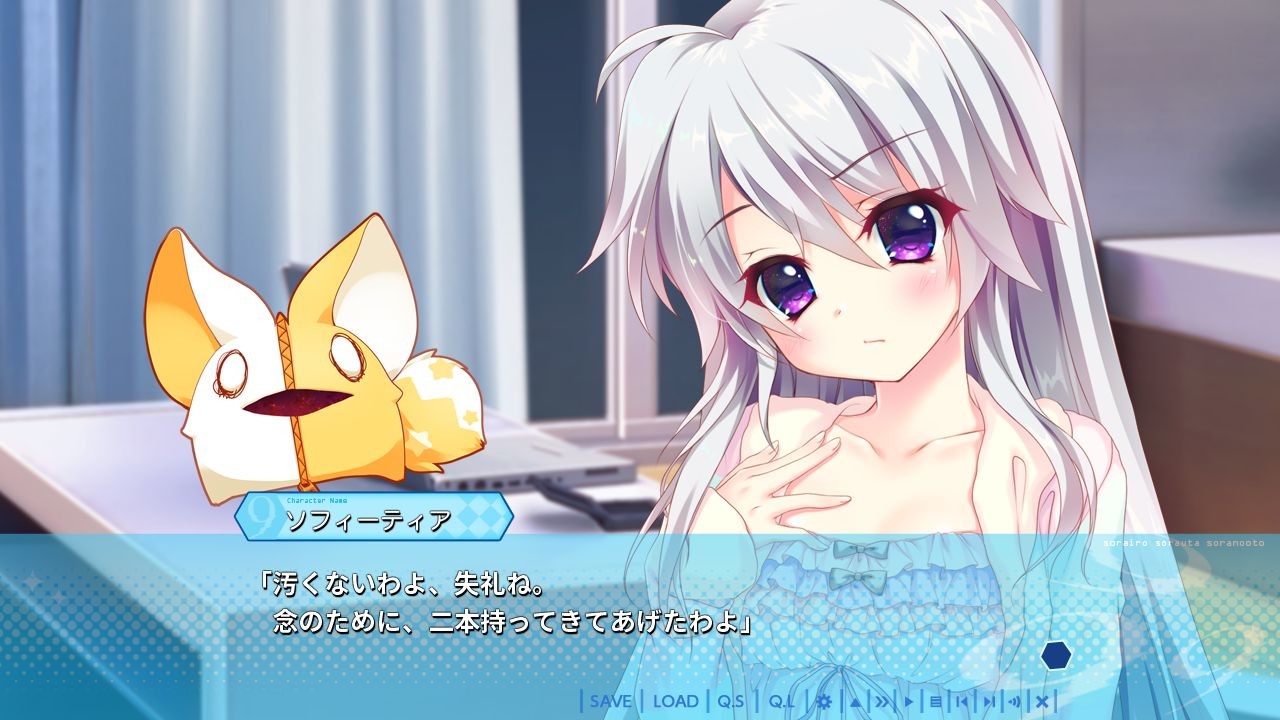 Character Name
9
ソフィーティア
sorairo sorauta soranooto
「汚くないわよ、失礼ね。
念のために、二本持ってきてあげたわよ」
SAVE LOAD Q.S Q.L